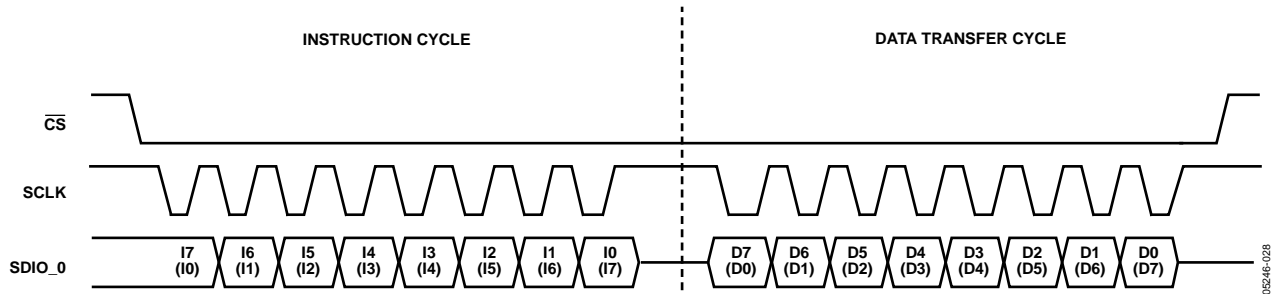 INSTRUCTION CYCLE
DATA TRANSFER CYCLE
CS
SCLK
SDIO_0
I7 I6 I5 I4 I3 I2 I1 I0 D7 D6 D5 D4 D3 D2 D1 D0
(I0) (I1) (I2) (I3) (I4) (I5) (I6) (I7) (D0) (D1) (D2) (D3) (D4) (D5) (D6) (D7)
05246-028